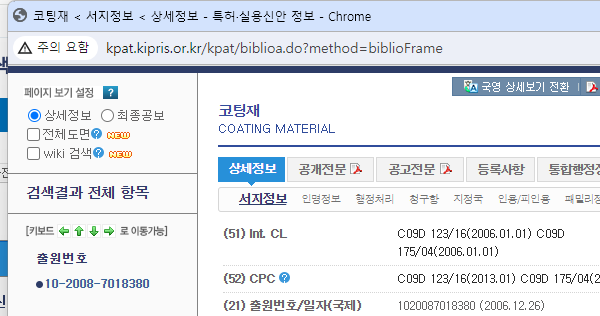 코팅재 < 서지정보 < 상세정보 - 특허·실용신안 정보 - Chrome
주의 요함 kpat.kipris.or.kr/kpat/biblioa.do?method=biblioFrame
페이지 보기 설정 ?
상세정보 최종공보
전체도면 ? NEW
wiki 검색 ? NEW
검색결과 전체 항목
[키보드 로 이동가능]
출원번호
10-2008-7018380
국영 상세보기 전환
코팅재
COATING MATERIAL
상세정보 공개전문 공고전문 등록사항 통합행정정
서지정보 인명정보 행정처리 청구항 지정국 인용/피인용 패밀리정
(51) Int. CL C09D 123/16(2006.01.01) C09D
175/04(2006.01.01)
(52) CPC ? C09D 123/16(2013.01) C09D 175/04(2
(21) 출원번호/일자(국제) 1020087018380 (2006.12.26)